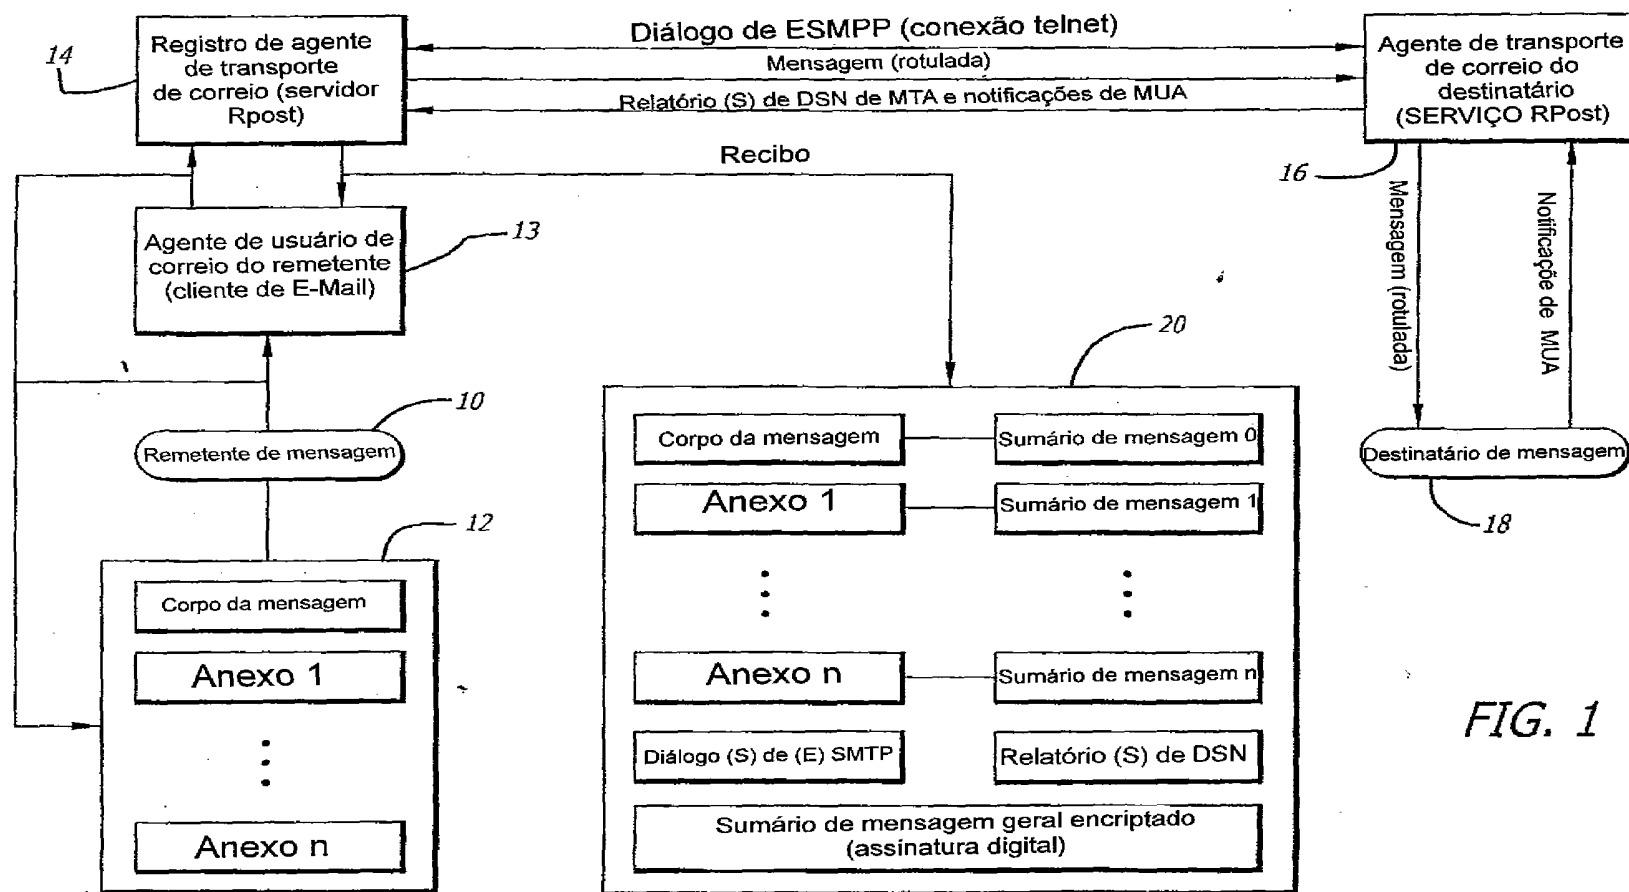 14
Registro de agente
de transporte
de correio (servidor
Rpost)
Diálogo de ESMPP (conexão telnet)
Mensagem (rotulada)
Relatório (S) de DSN de MTA e notificações de MUA
Agente de transporte
de correio do
destinatário
(SERVIÇO RPost)
16
Recibo
Agente de usuário de
correio do remetente
(cliente de E-Mail)
13
Mensagem (rotulada)
Notificaçõe de MUA
10
Remetente de mensagem
12
Corpo da mensagem
Anexo 1
Anexo n
20
Corpo da mensagem
Sumário de mensagem 0
Anexo 1
Sumário de mensagem 1
Anexo n
Sumário de mensagem n
Diálogo (S) de (E) SMTP
Relatório (S) de DSN
Sumário de mensagem geral encriptado
(assinatura digital)
Destinatário de mensagem
18
FIG. 1